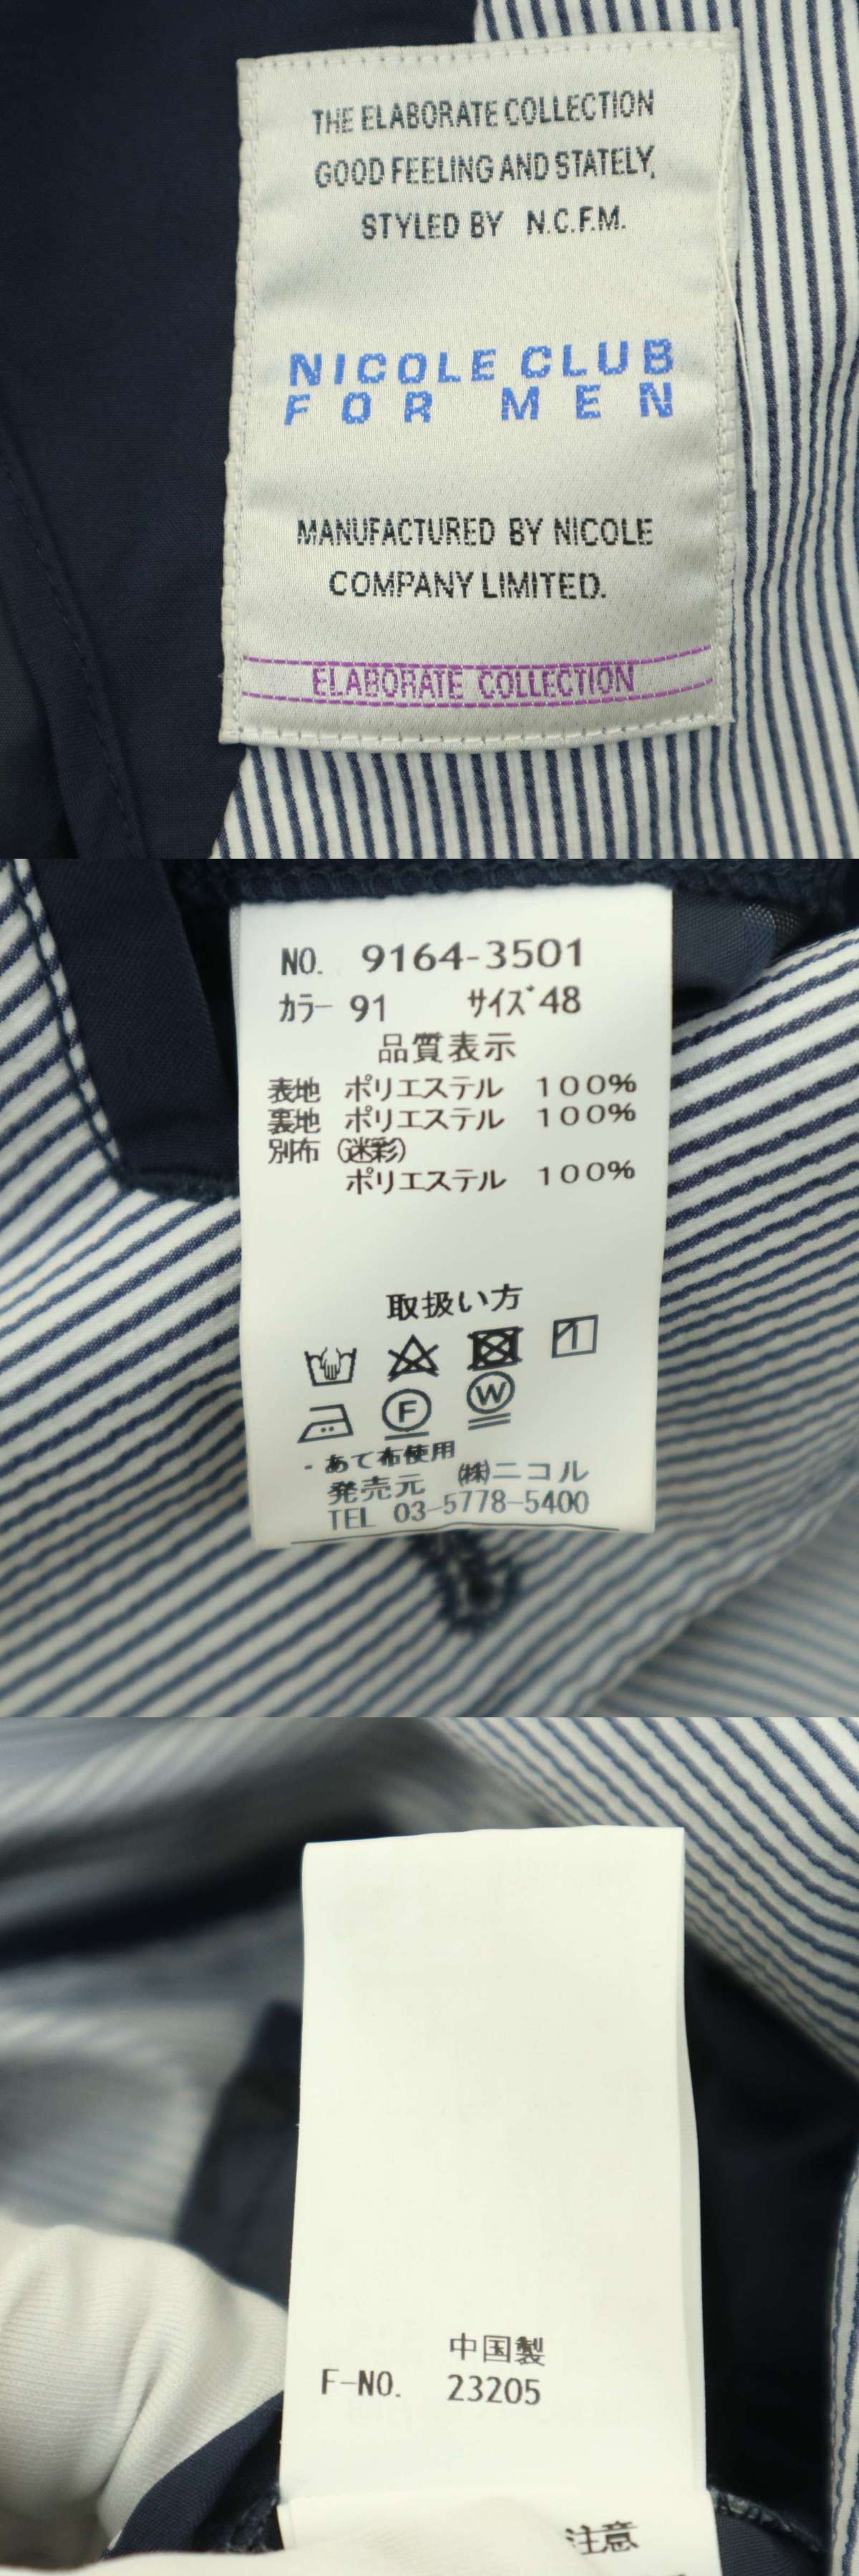 THE ELABORATE COLLECTION
GOOD FEELING AND STATELY,
STYLED BY N.C.F.M.
NICOLE CLUB
FOR MEN
MANUFACTURED BY NICOLE
COMPANY LIMITED.
ELABORATE COLLECTION
NO. 9164-3501
カラー 91 サイズ 48
品質表示
表地 ポリエステル 100%
裏地 ポリエステル 100%
別布 (迷彩)
ポリエステル 100%
取扱い方
F W
・あて布使用
発売元 ㈱ニコル
TEL 03-5778-5400
中国製
F-NO. 23205
注意